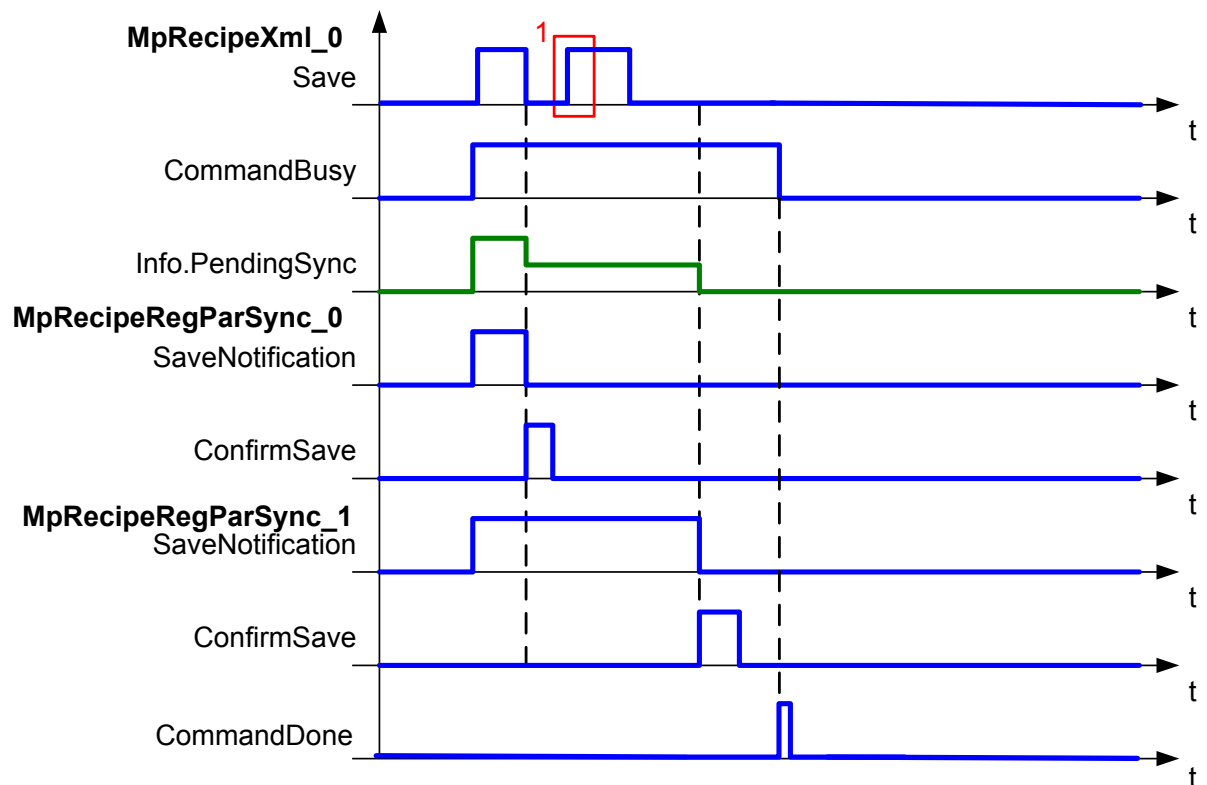 MpRecipeXml_0
1
Save
t
CommandBusy
t
Info.PendingSync
t
MpRecipeRegParSync_0
SaveNotification
t
ConfirmSave
t
MpRecipeRegParSync_1
SaveNotification
t
ConfirmSave
t
CommandDone
t